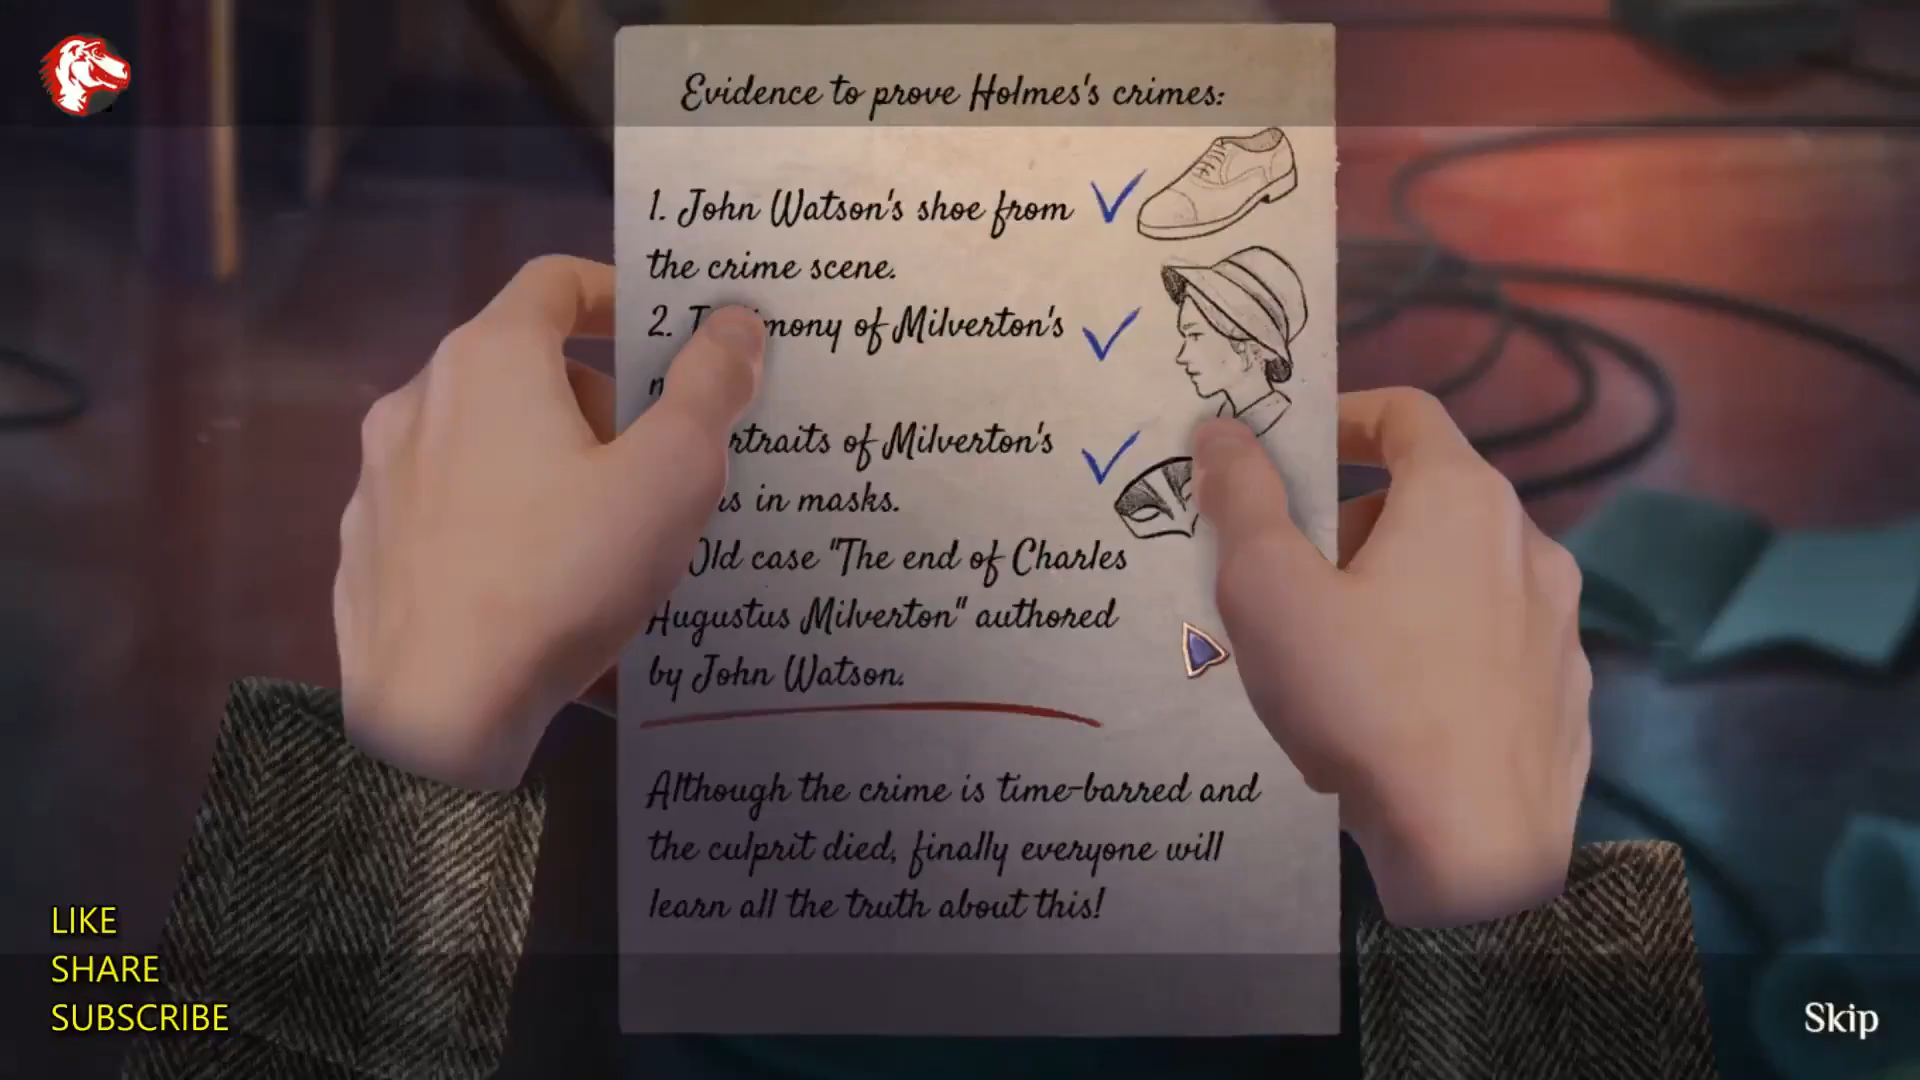 Evidence to prove Holmes's crimes:
1. John Watson's shoe from
the crime scene.
2. mony of Milverton's
rtraits of Milverton's
in masks.
Old case "The end of Charles
Augustus Milverton" authored
by John Watson.
Although the crime is time-barred and
the culprit died, finally everyone will
learn all the truth about this!
LIKE
SHARE
SUBSCRIBE
Skip